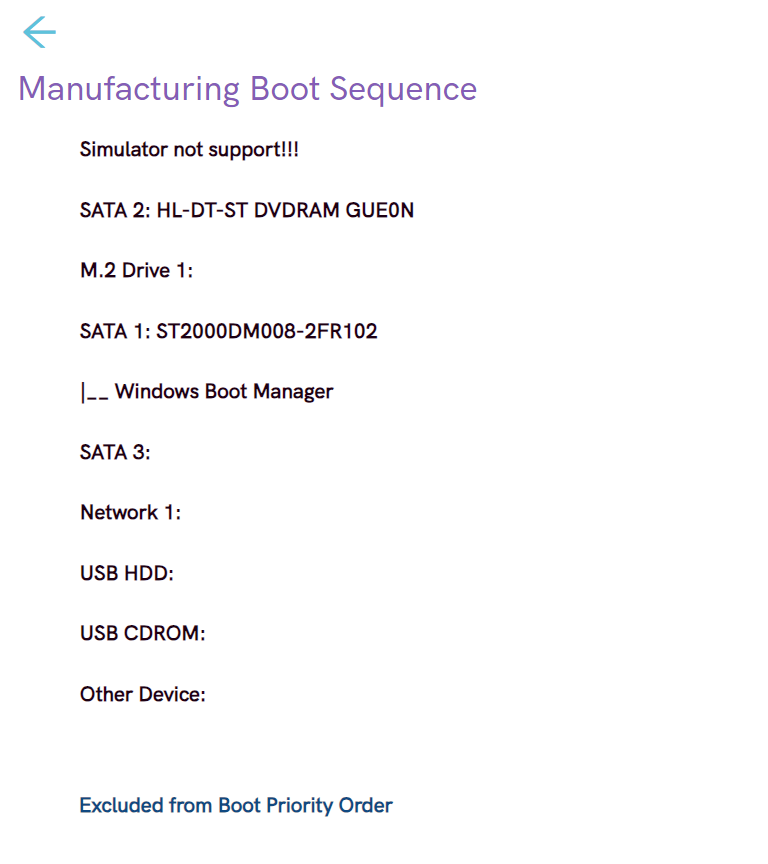 Manufacturing Boot Sequence
Simulator not support!!!
SATA 2: HL-DT-ST DVDRAM GUE0N
M.2 Drive 1:
SATA 1: ST2000DM008-2FR102
|__ Windows Boot Manager
SATA 3:
Network 1:
USB HDD:
USB CDROM:
Other Device:
Excluded from Boot Priority Order